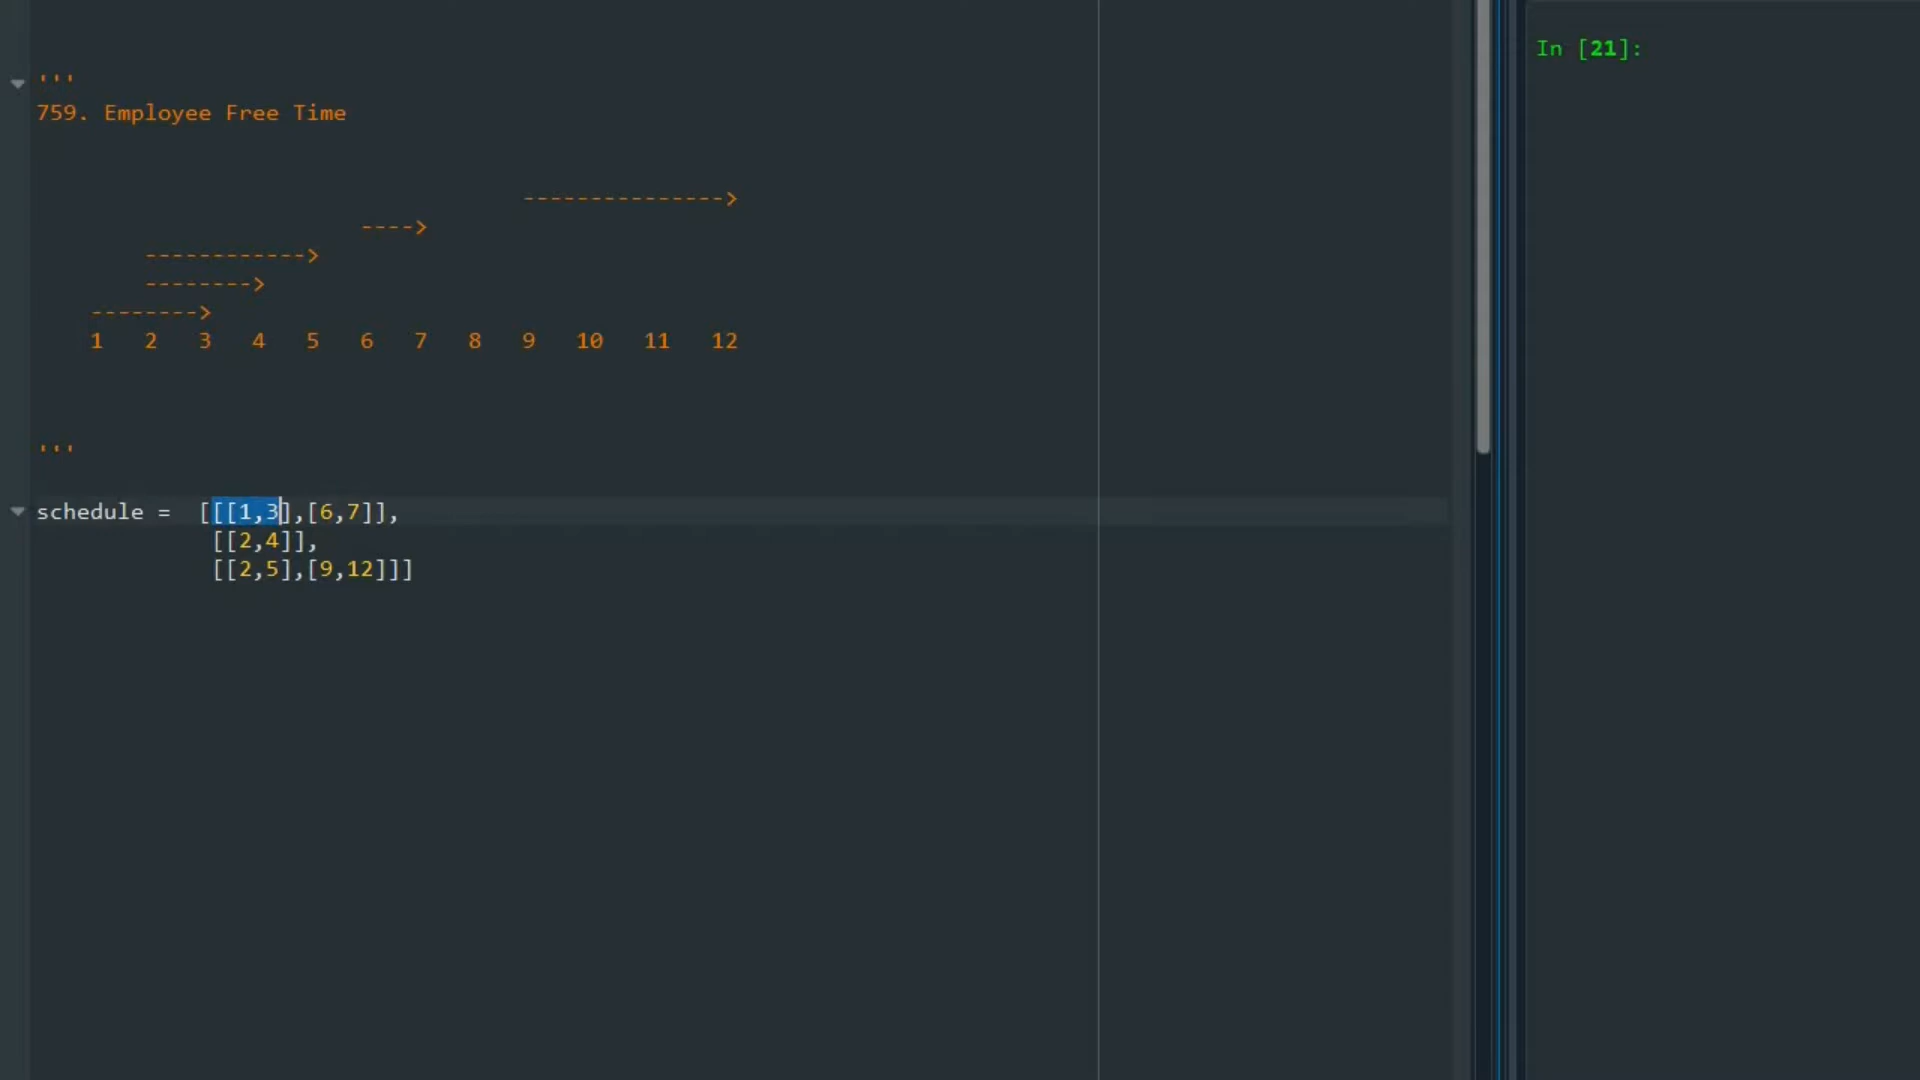 '''
759. Employee Free Time
--------------->
---->
------------>
-------->
-------->
1 2 3 4 5 6 7 8 9 10 11 12
'''
schedule =  [[[1,3],[6,7]],
[[2,4]],
[[2,5],[9,12]]]
In [21]: